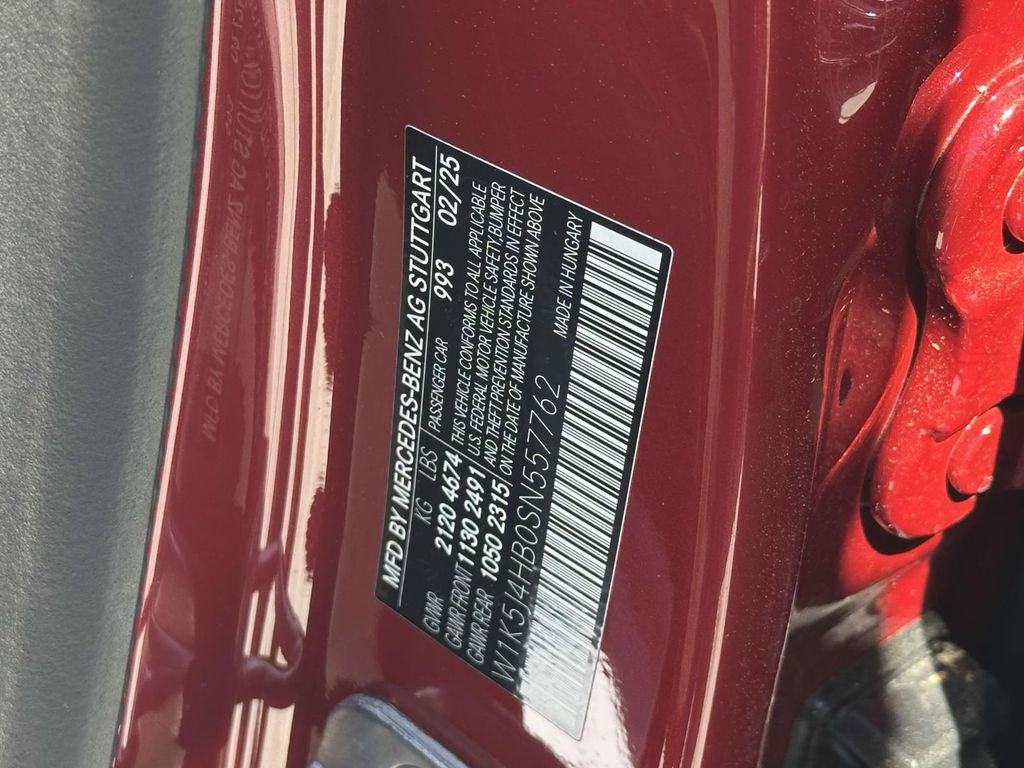 MFD BY MERCEDES-BENZ AG STUTTGART
KG LBS PASSENGER CAR 993 02/25
GVWR 2120 4674 THIS VEHICLE CONFORMS TO ALL APPLICABLE
GAWR FRONT 1130 2491 U.S. FEDERAL MOTOR VEHICLE SAFETY, BUMPER
GAWR REAR 1050 2315 AND THEFT PREVENTION STANDARDS IN EFFECT
ON THE DATE OF MANUFACTURE SHOWN ABOVE
W1K5J4HB0SN557762 MADE IN HUNGARY